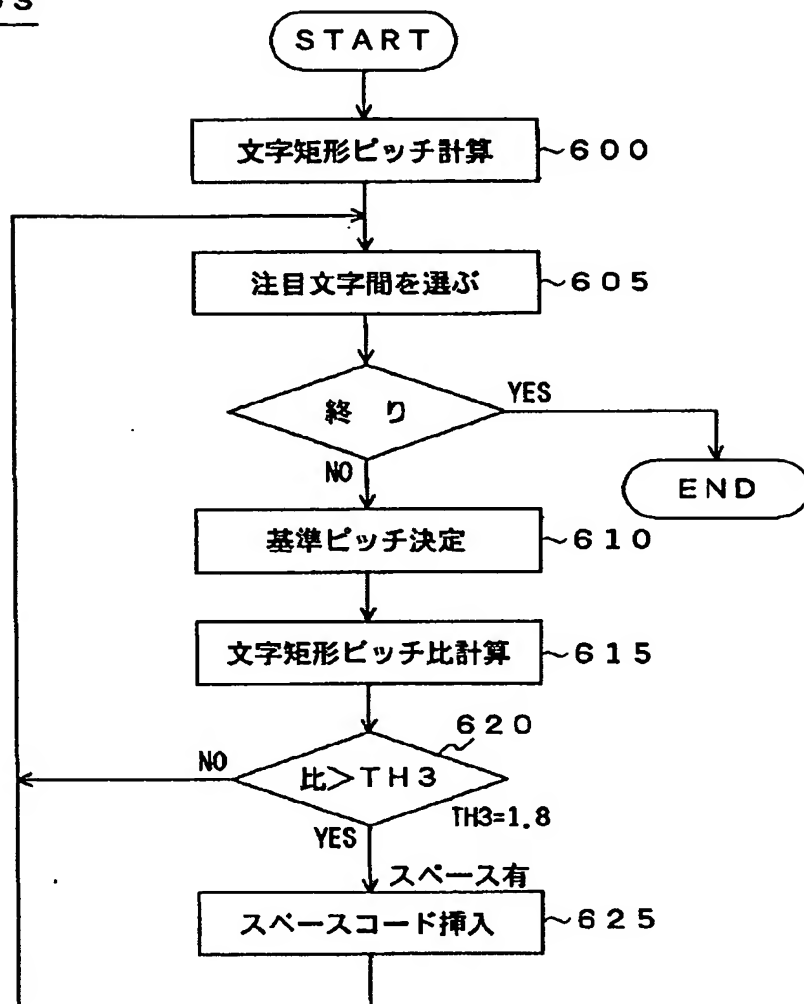 START
文字矩形ピッチ計算 ~600
注目文字間を選ぶ ~605
終り
YES
NO
END
基準ピッチ決定 ~610
文字矩形ピッチ比計算 ~615
620
NO
比>TH3
TH3=1.8
YES
スペース有
スペースコード挿入 ~625